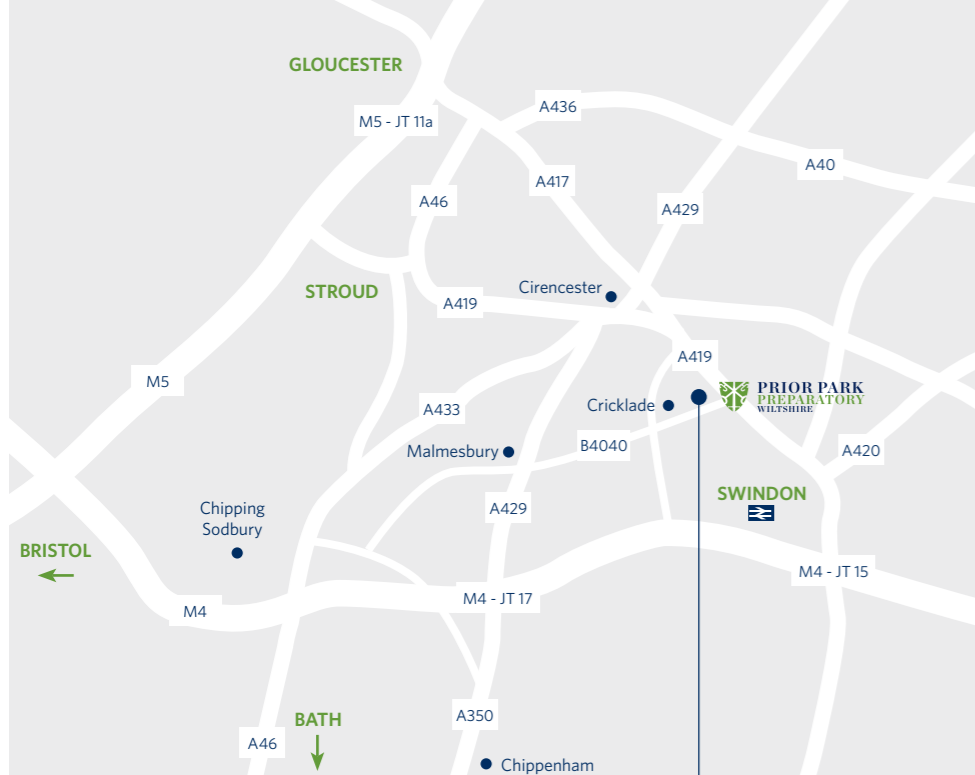 GLOUCESTER
A436
M5 - JT 11a
A40
A417
A46
A429
Cirencester
STROUD
A419
A419
M5
PRIOR PARK
PREPARATORY
WILTSHIRE
Cricklade
A433
B4040
Malmesbury
A420
SWINDON
Chipping
Sodbury
A429
BRISTOL
M4 - JT 15
M4 - JT 17
M4
A350
BATH
A46
Chippenham